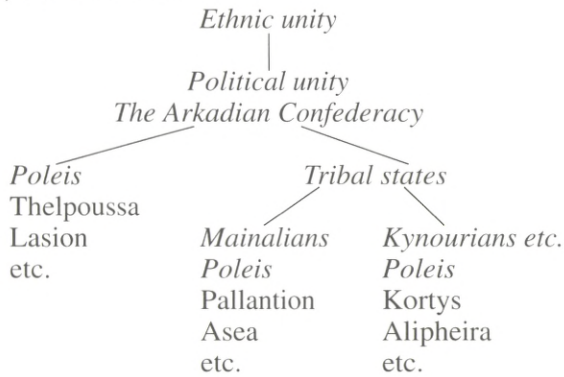 Ethnic unity
Political unity
The Arkadian Confederacy
Poleis
Thelpoussa
Lasion
etc.
Tribal states
Mainalians
Poleis
Pallantion
Asea
etc.
Kynourians etc.
Poleis
Kortys
Alipheira
etc.